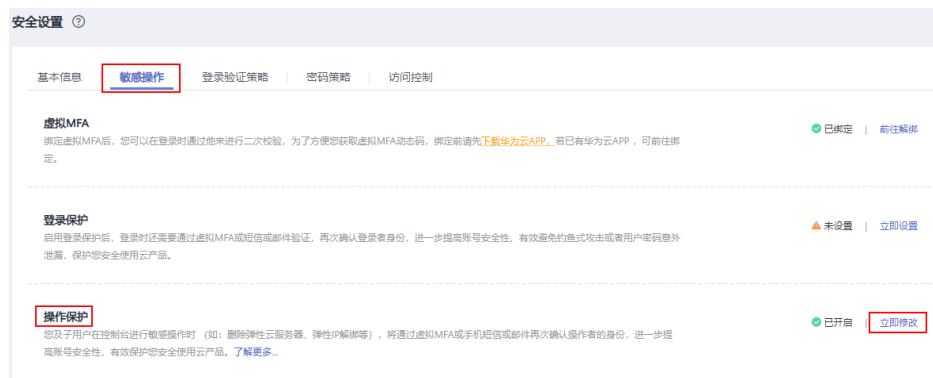 安全设置 ?
基本信息 敏感操作 登录验证策略 密码策略 访问控制
虚拟MFA
绑定虚拟MFA后，您可以在登录时通过他来进行二次校验，为了方便您获取虚拟MFA动态码，绑定前请先下载华为云APP，若已有华为云APP，可前往绑
定。
已绑定 | 前往解绑
登录保护
启用登录保护后，登录时还需要通过虚拟MFA或短信或邮件验证，再次确认登录者身份，进一步提高账号安全性，有效避免钓鱼式攻击或者用户密码意外
泄漏，保护您安全使用云产品。
未设置 | 立即设置
操作保护
您及子用户在控制台进行敏感操作时 （如：删除弹性云服务器、弹性IP解绑等），将通过虚拟MFA或手机短信或邮件再次确认操作者的身份，进一步提
高账号安全性，有效保护您安全使用云产品。了解更多...
已开启 | 立即修改